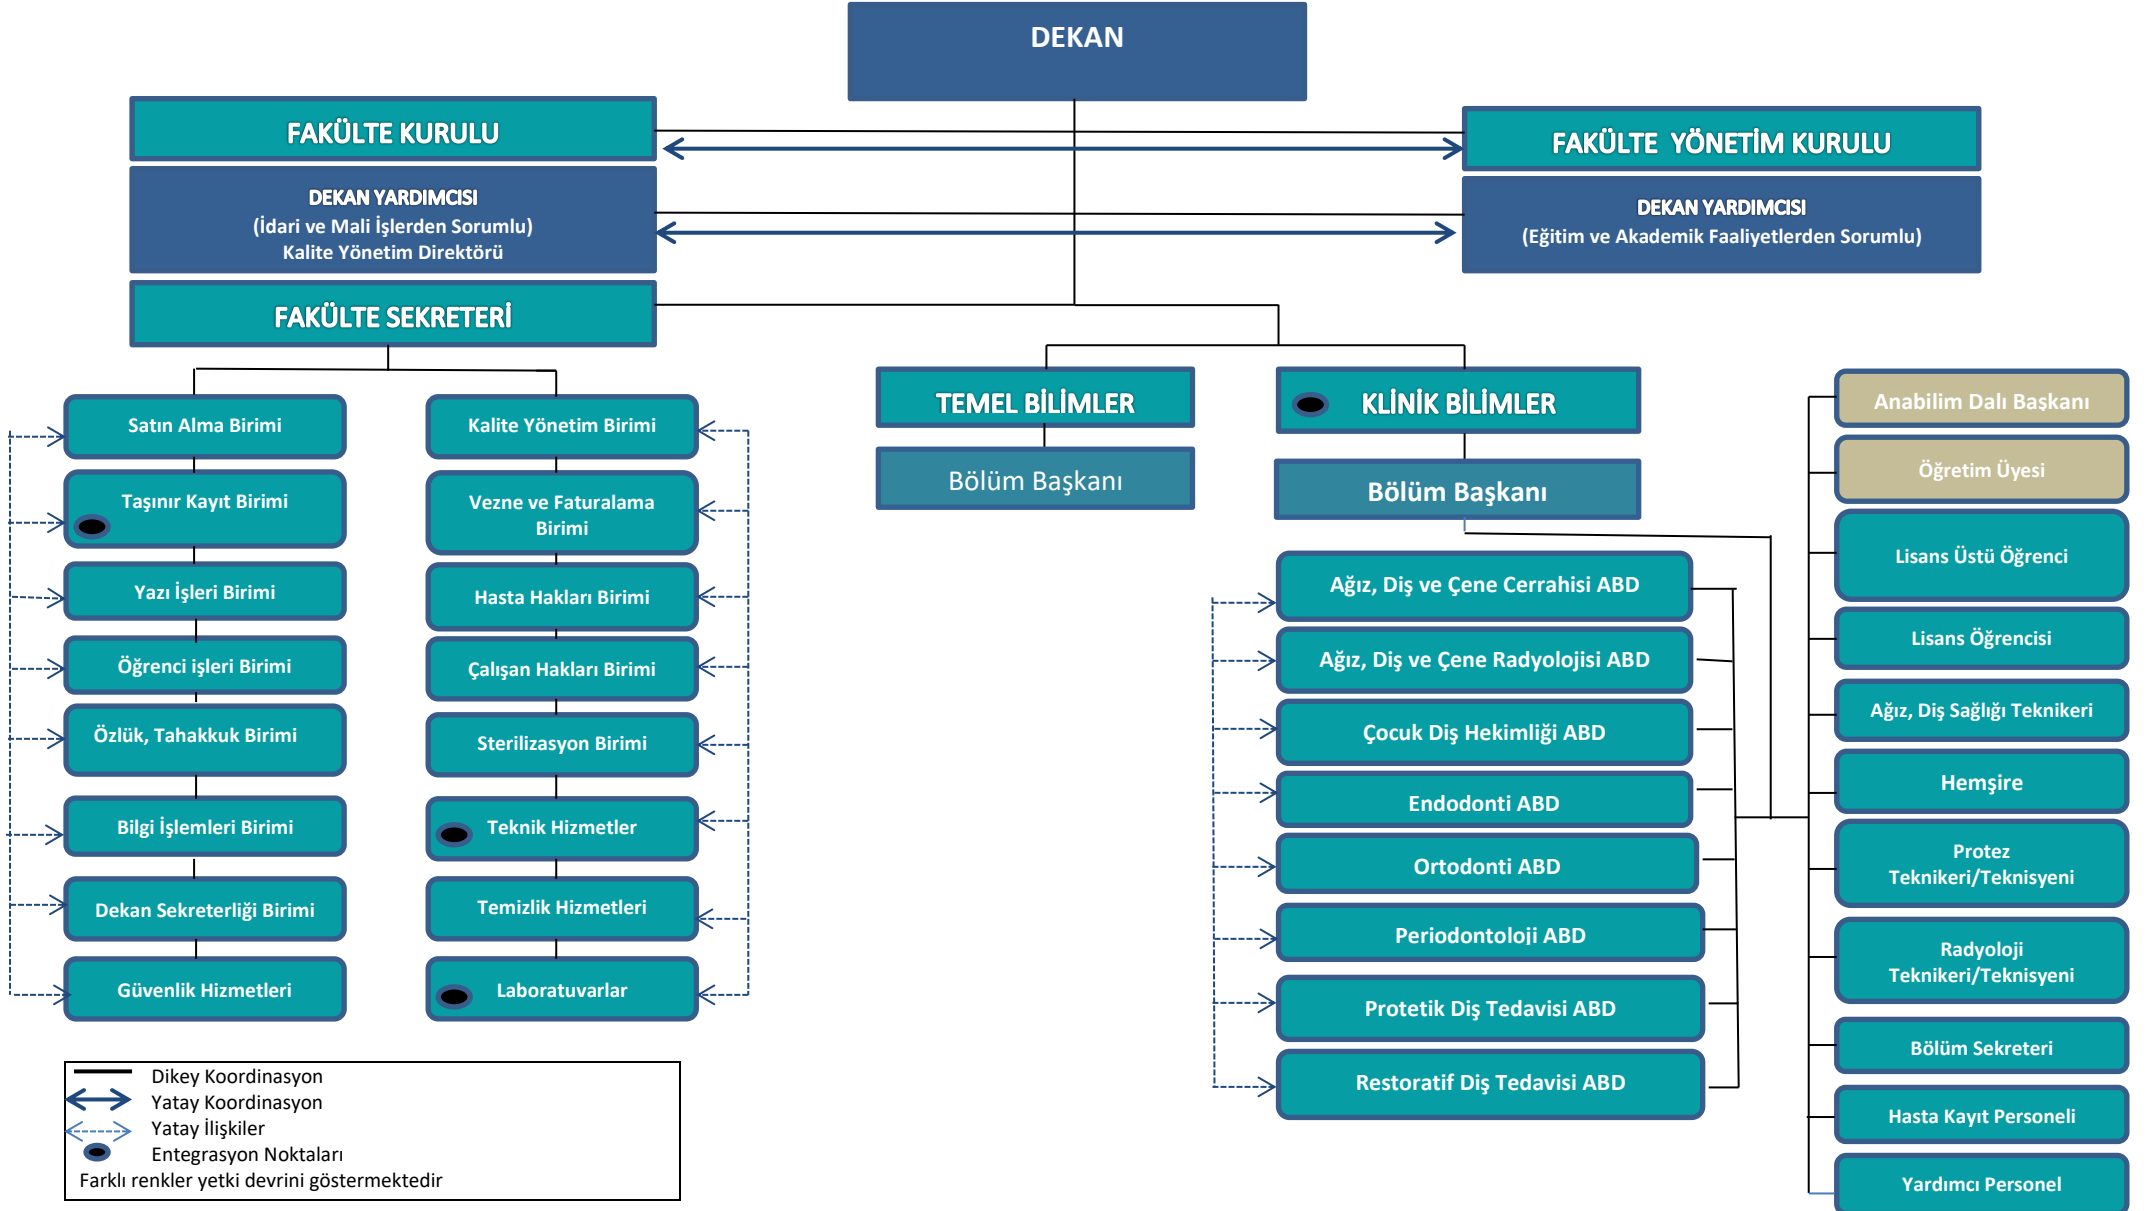 DEKAN
FAKÜLTE KURULU
FAKÜLTE  YÖNETİM KURULU
DEKAN YARDIMCISI
(İdari ve Mali İşlerden Sorumlu)
Kalite Yönetim Direktörü
DEKAN YARDIMCISI
(Eğitim ve Akademik Faaliyetlerden Sorumlu)
FAKÜLTE SEKRETERİ
Satın Alma Birimi
Taşınır Kayıt Birimi
Yazı İşleri Birimi
Öğrenci işleri Birimi
Özlük, Tahakkuk Birimi
Bilgi İşlemleri Birimi
Dekan Sekreterliği Birimi
Güvenlik Hizmetleri
Kalite Yönetim Birimi
Vezne ve Faturalama
Birimi
Hasta Hakları Birimi
Çalışan Hakları Birimi
Sterilizasyon Birimi
Teknik Hizmetler
Temizlik Hizmetleri
Laboratuvarlar
TEMEL BİLİMLER
Bölüm Başkanı
KLİNİK BİLİMLER
Bölüm Başkanı
Ağız, Diş ve Çene Cerrahisi ABD
Ağız, Diş ve Çene Radyolojisi ABD
Çocuk Diş Hekimliği ABD
Endodonti ABD
Ortodonti ABD
Periodontoloji ABD
Protetik Diş Tedavisi ABD
Restoratif Diş Tedavisi ABD
Anabilim Dalı Başkanı
Öğretim Üyesi
Lisans Üstü Öğrenci
Lisans Öğrencisi
Ağız, Diş Sağlığı Teknikeri
Hemşire
Protez
Teknikeri/Teknisyeni
Radyoloji
Teknikeri/Teknisyeni
Bölüm Sekreteri
Hasta Kayıt Personeli
Yardımcı Personel
Dikey Koordinasyon
Yatay Koordinasyon
Yatay İlişkiler
Entegrasyon Noktaları
Farklı renkler yetki devrini göstermektedir